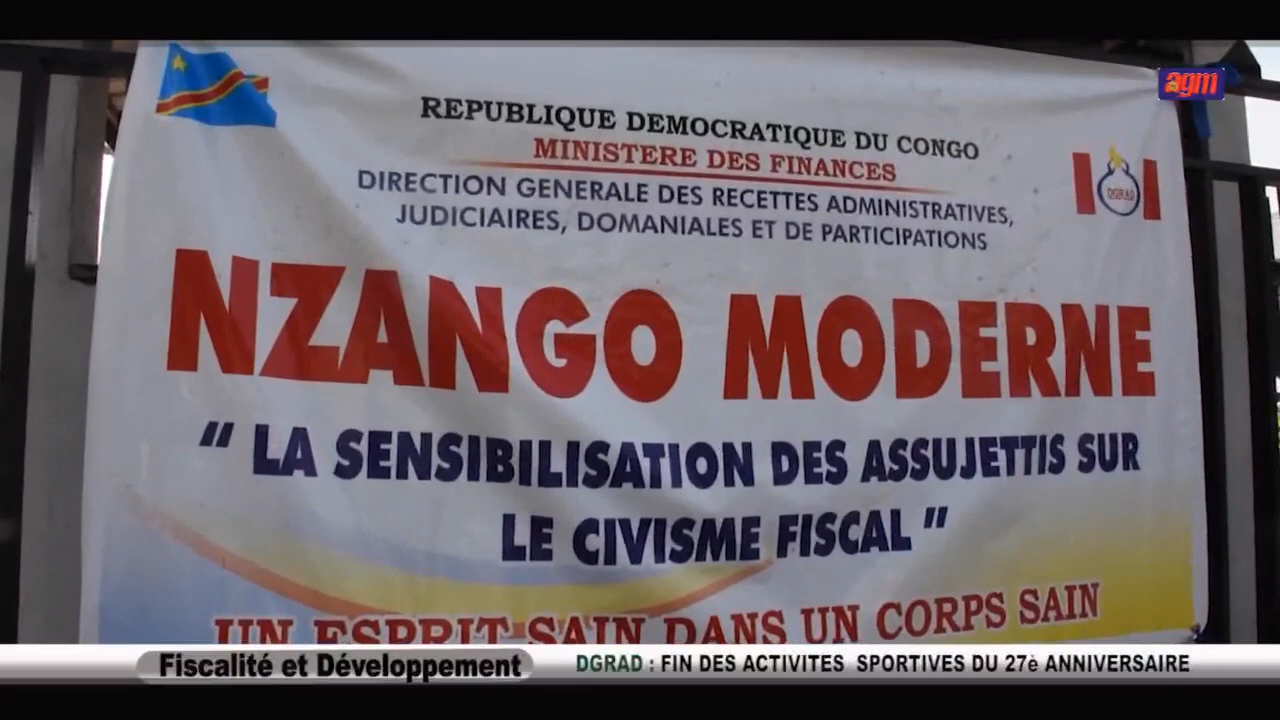 agm
REPUBLIQUE DEMOCRATIQUE DU CONGO
MINISTERE DES FINANCES
DIRECTION GENERALE DES RECETTES ADMINISTRATIVES,
JUDICIAIRES, DOMANIALES ET DE PARTICIPATIONS
DGRAD
NZANGO MODERNE
“ LA SENSIBILISATION DES ASSUJETTIS SUR
LE CIVISME FISCAL ”
UN ESPRIT SAIN DANS UN CORPS SAIN
Fiscalité et Développement
DGRAD : FIN DES ACTIVITES SPORTIVES DU 27è ANNIVERSAIRE